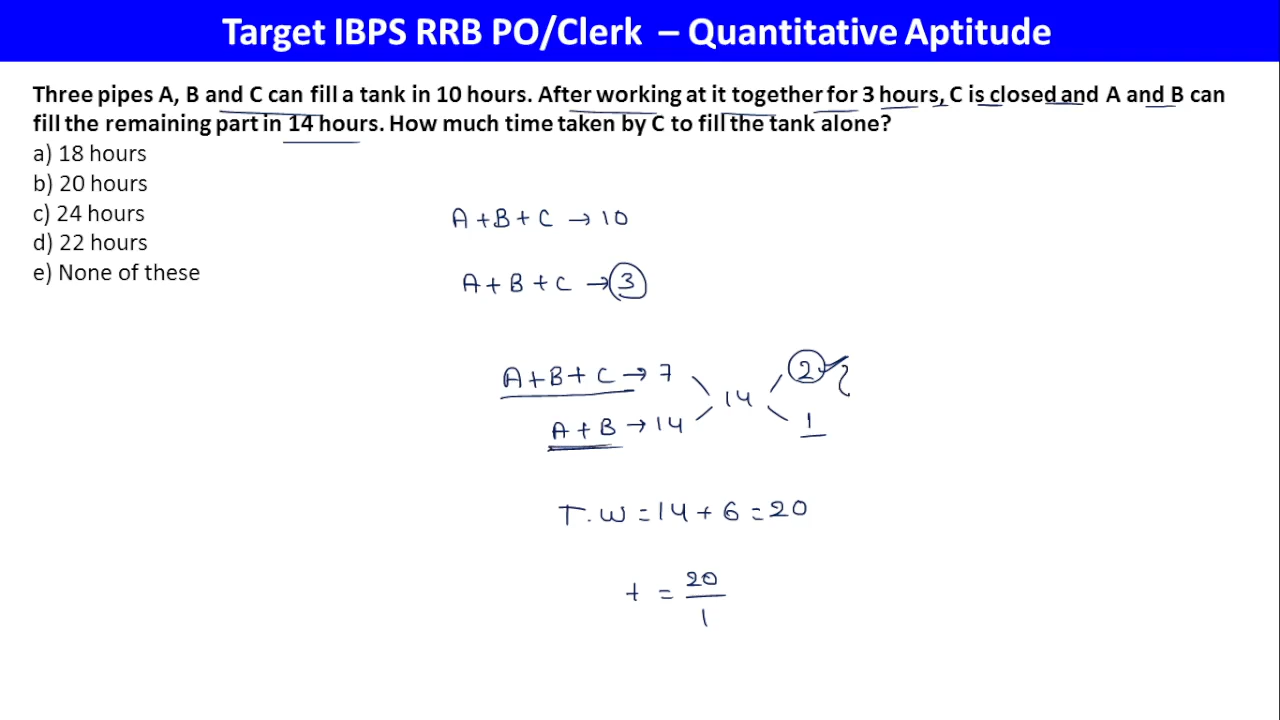 Target IBPS RRB PO/Clerk – Quantitative Aptitude
Three pipes A, B and C can fill a tank in 10 hours. After working at it together for 3 hours, C is closed and A and B can
fill the remaining part in 14 hours. How much time taken by C to fill the tank alone?
a) 18 hours
b) 20 hours
c) 24 hours
d) 22 hours
e) None of these
A + B + C → 10
A + B + C → 3
A + B + C → 7
2
14
A + B → 14
1
T.W = 14 + 6 = 20
t = 20/1